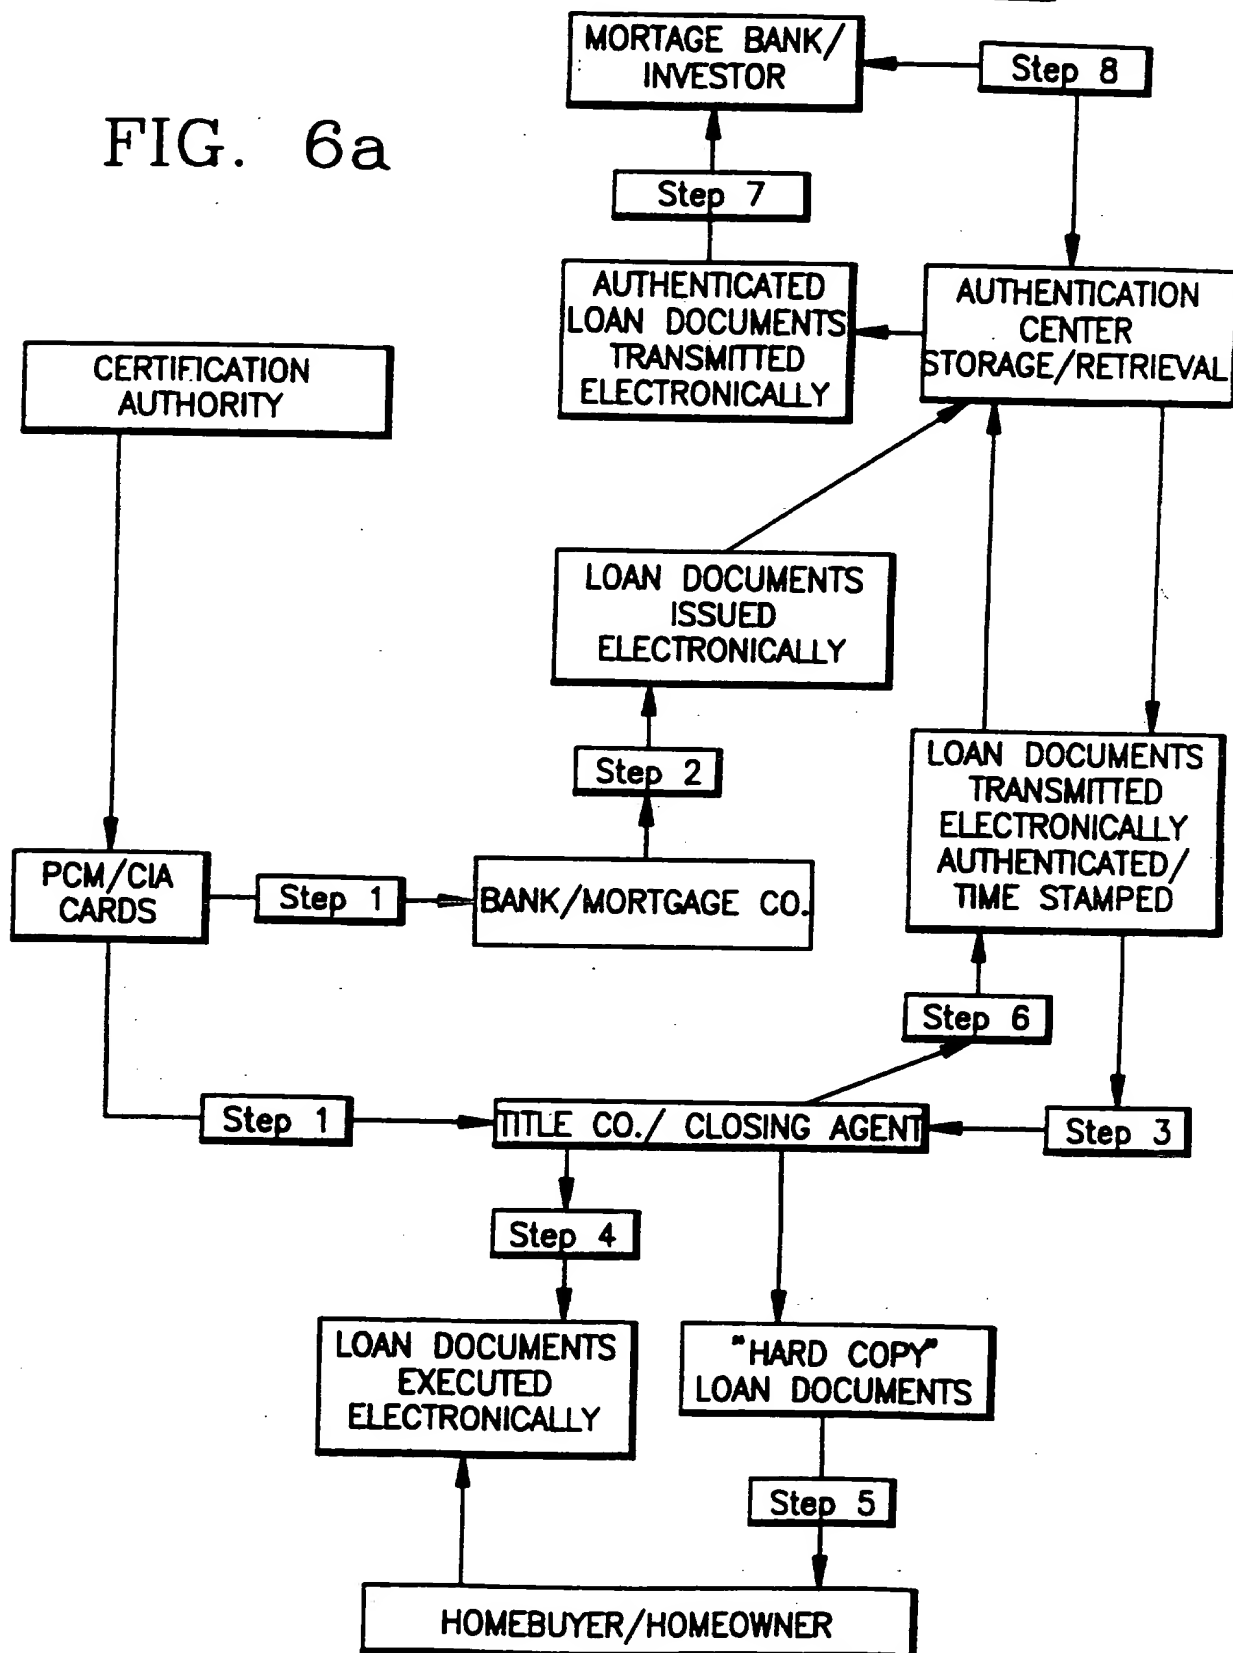 MORTAGE BANK/
INVESTOR
Step 8
FIG. 6a
Step 7
AUTHENTICATED
LOAN DOCUMENTS
TRANSMITTED
ELECTRONICALLY
AUTHENTICATION
CENTER
STORAGE/RETRIEVAL
CERTIFICATION
AUTHORITY
LOAN DOCUMENTS
ISSUED
ELECTRONICALLY
Step 2
LOAN DOCUMENTS
TRANSMITTED
ELECTRONICALLY
AUTHENTICATED/
TIME STAMPED
PCM/CIA
CARDS
Step 1
BANK/MORTGAGE CO.
Step 6
Step 1
TITLE CO./ CLOSING AGENT
Step 3
Step 4
LOAN DOCUMENTS
EXECUTED
ELECTRONICALLY
"HARD COPY"
LOAN DOCUMENTS
Step 5
HOMEBUYER/HOMEOWNER